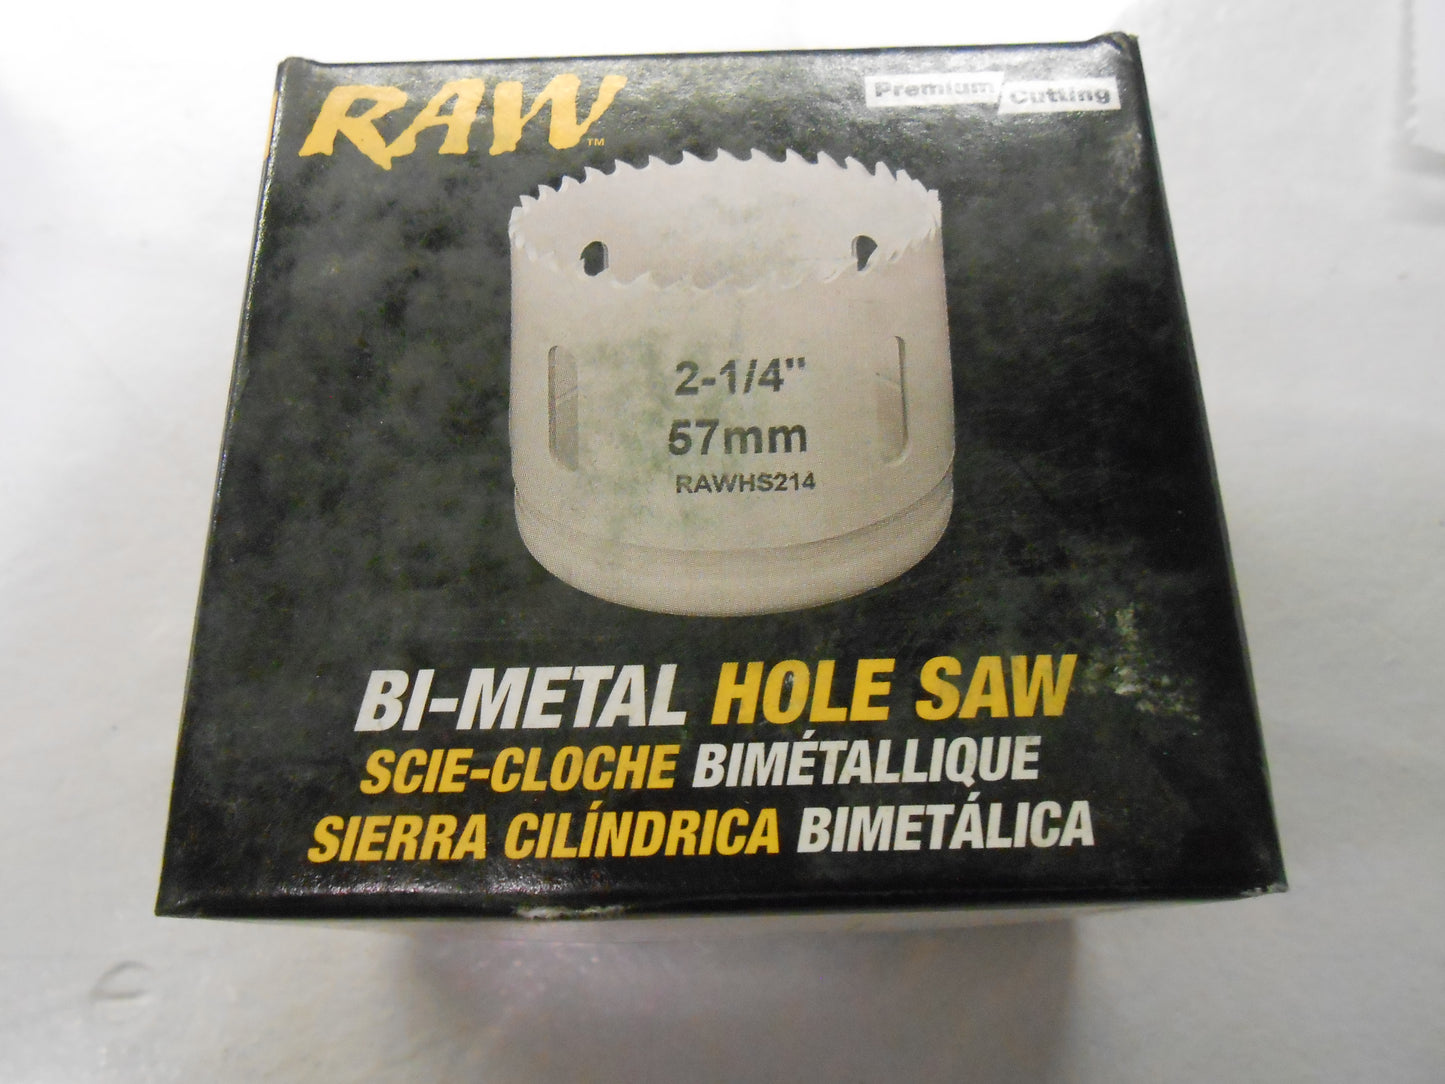 RAW™
Premium Cutting
2-1/4"
57mm
RAWHS214
BI-METAL HOLE SAW
SCIE-CLOCHE BIMÉTALLIQUE
SIERRA CILÍNDRICA BIMETÁLICA